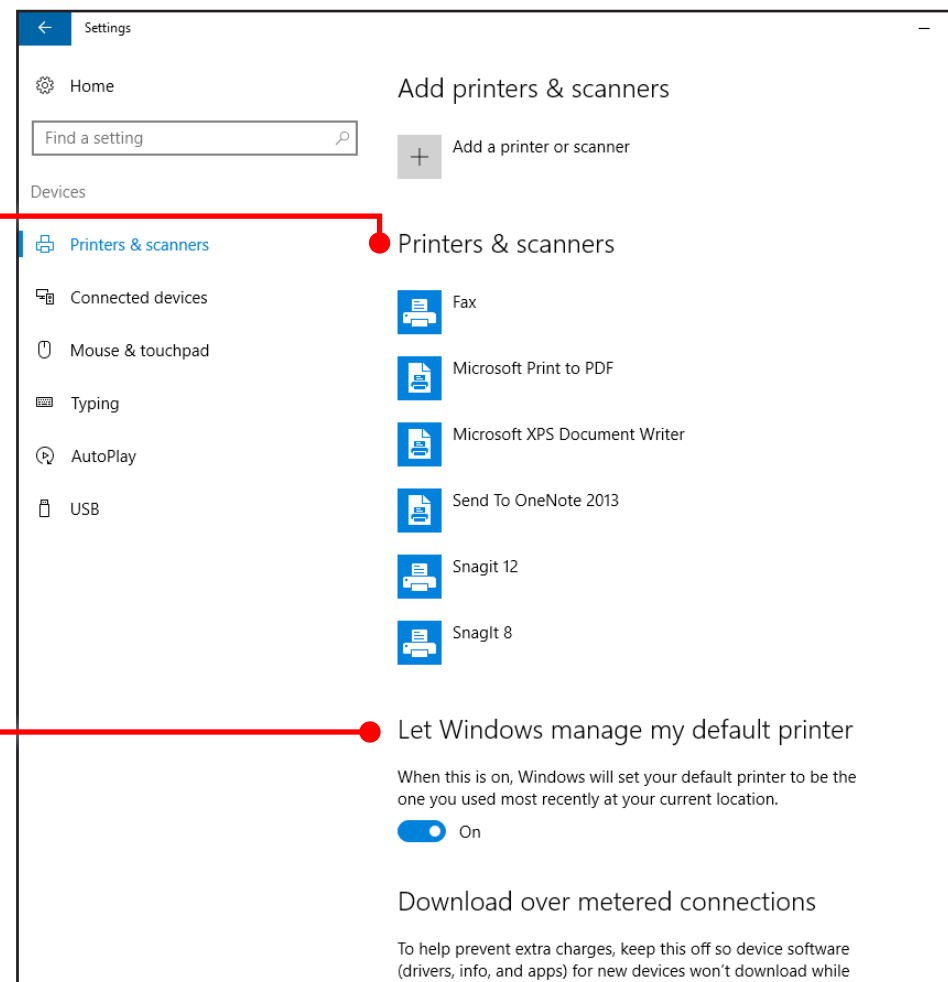 Settings
Home
Find a setting
Devices
Printers & scanners
Connected devices
Mouse & touchpad
Typing
AutoPlay
USB
Add printers & scanners
Add a printer or scanner
Printers & scanners
Fax
Microsoft Print to PDF
Microsoft XPS Document Writer
Send To OneNote 2013
Snagit 12
SnagIt 8
Let Windows manage my default printer
When this is on, Windows will set your default printer to be the
one you used most recently at your current location.
On
Download over metered connections
To help prevent extra charges, keep this off so device software
(drivers, info, and apps) for new devices won't download while